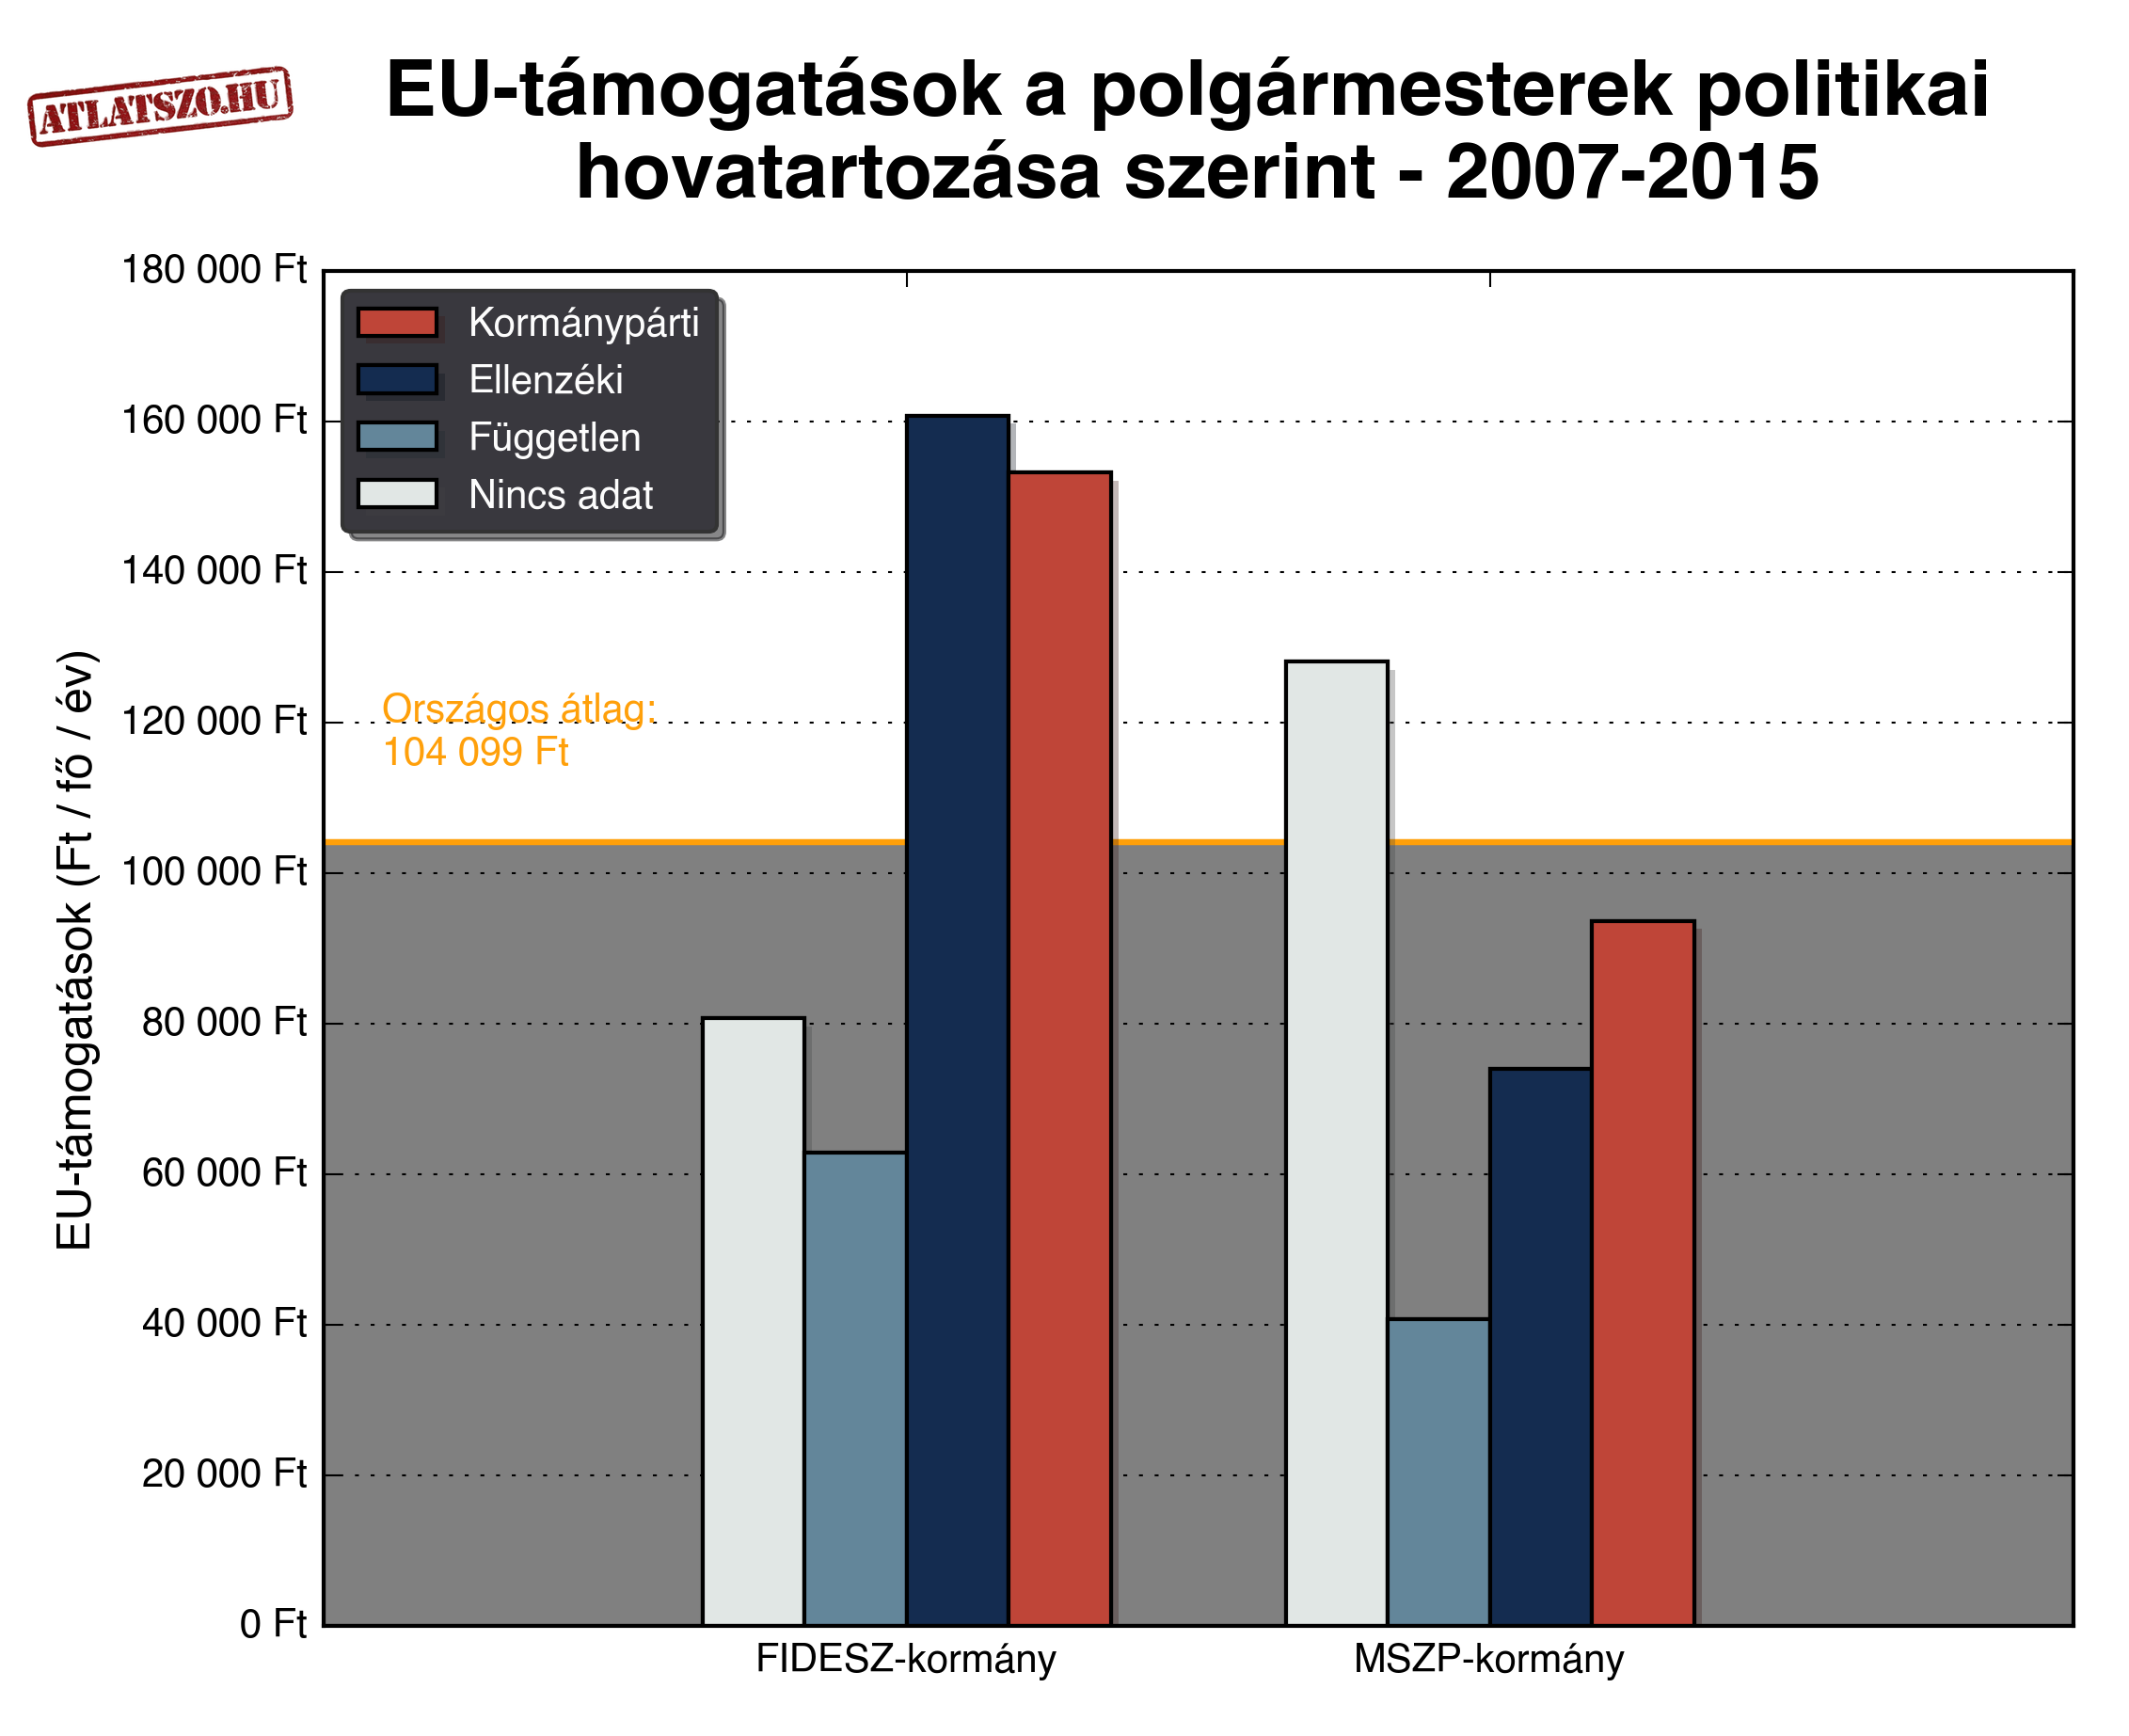 ATLATSZO.HU
EU-támogatások a polgármesterek politikai
hovatartozása szerint - 2007-2015
EU-támogatások (Ft / fő / év)
180 000 Ft
160 000 Ft
140 000 Ft
120 000 Ft
100 000 Ft
80 000 Ft
60 000 Ft
40 000 Ft
20 000 Ft
0 Ft
Kormánypárti
Ellenzéki
Független
Nincs adat
Országos átlag:
104 099 Ft
FIDESZ-kormány
MSZP-kormány